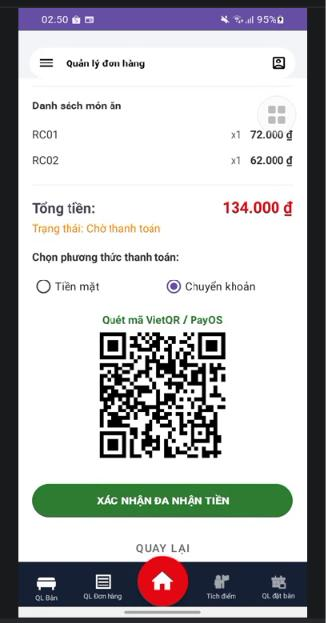 02.50 95%
Quản lý đơn hàng
Danh sách món ăn
RC01 x1 72.000 ₫
RC02 x1 62.000 ₫
Tổng tiền: 134.000 ₫
Trạng thái: Chờ thanh toán
Chọn phương thức thanh toán:
Tiền mặt Chuyển khoản
Quét mã VietQR / PayOS
XÁC NHẬN ĐÃ NHẬN TIỀN
QUAY LẠI
QL Bàn QL Đơn hàng Tích điểm QL đặt bàn